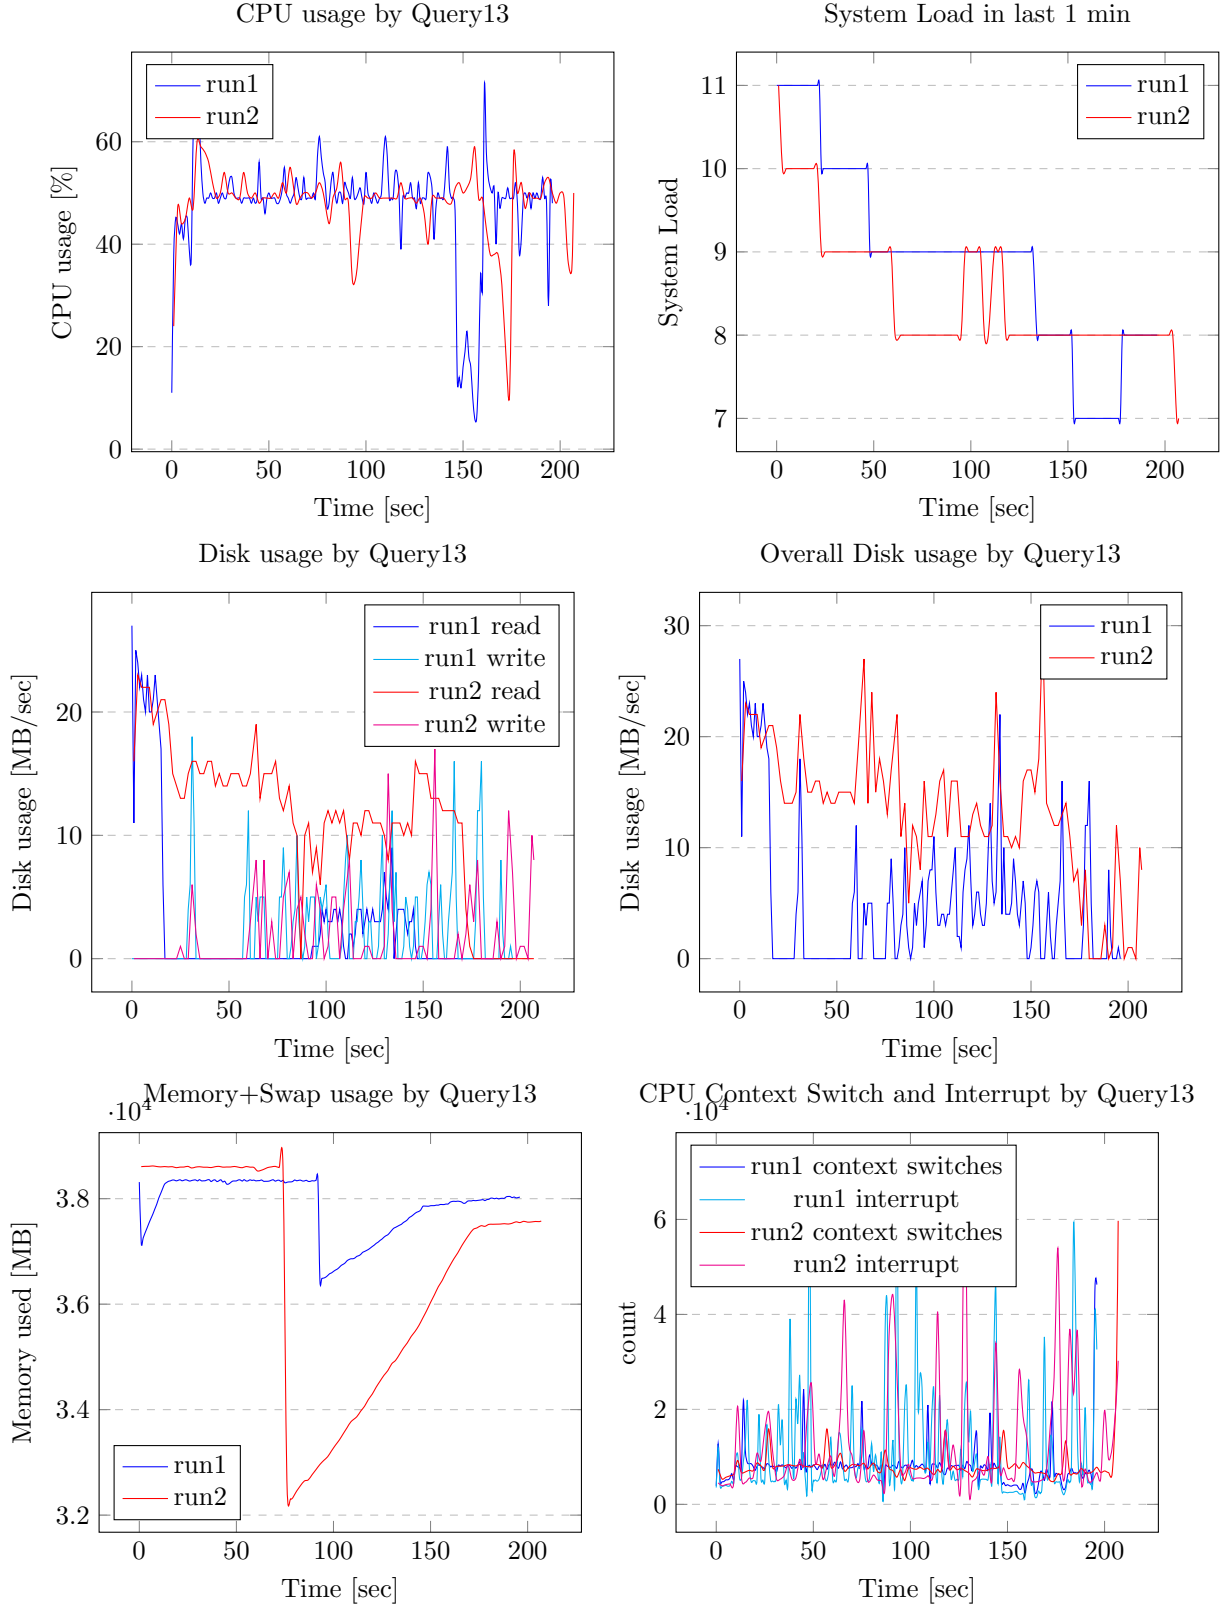 CPU usage by Query13
run1
run2
60
40
20
0
CPU usage [%]
0 50 100 150 200
Time [sec]
System Load in last 1 min
run1
run2
11
10
9
8
7
System Load
0 50 100 150 200
Time [sec]
Disk usage by Query13
run1 read
run1 write
run2 read
run2 write
20
10
0
Disk usage [MB/sec]
0 50 100 150 200
Time [sec]
Overall Disk usage by Query13
run1
run2
30
20
10
0
Disk usage [MB/sec]
0 50 100 150 200
Time [sec]
Memory+Swap usage by Query13
·10^4
3.8
3.6
3.4
3.2
Memory used [MB]
run1
run2
0 50 100 150 200
Time [sec]
CPU Context Switch and Interrupt by Query13
·10^4
run1 context switches
run1 interrupt
run2 context switches
run2 interrupt
6
4
2
0
count
0 50 100 150 200
Time [sec]